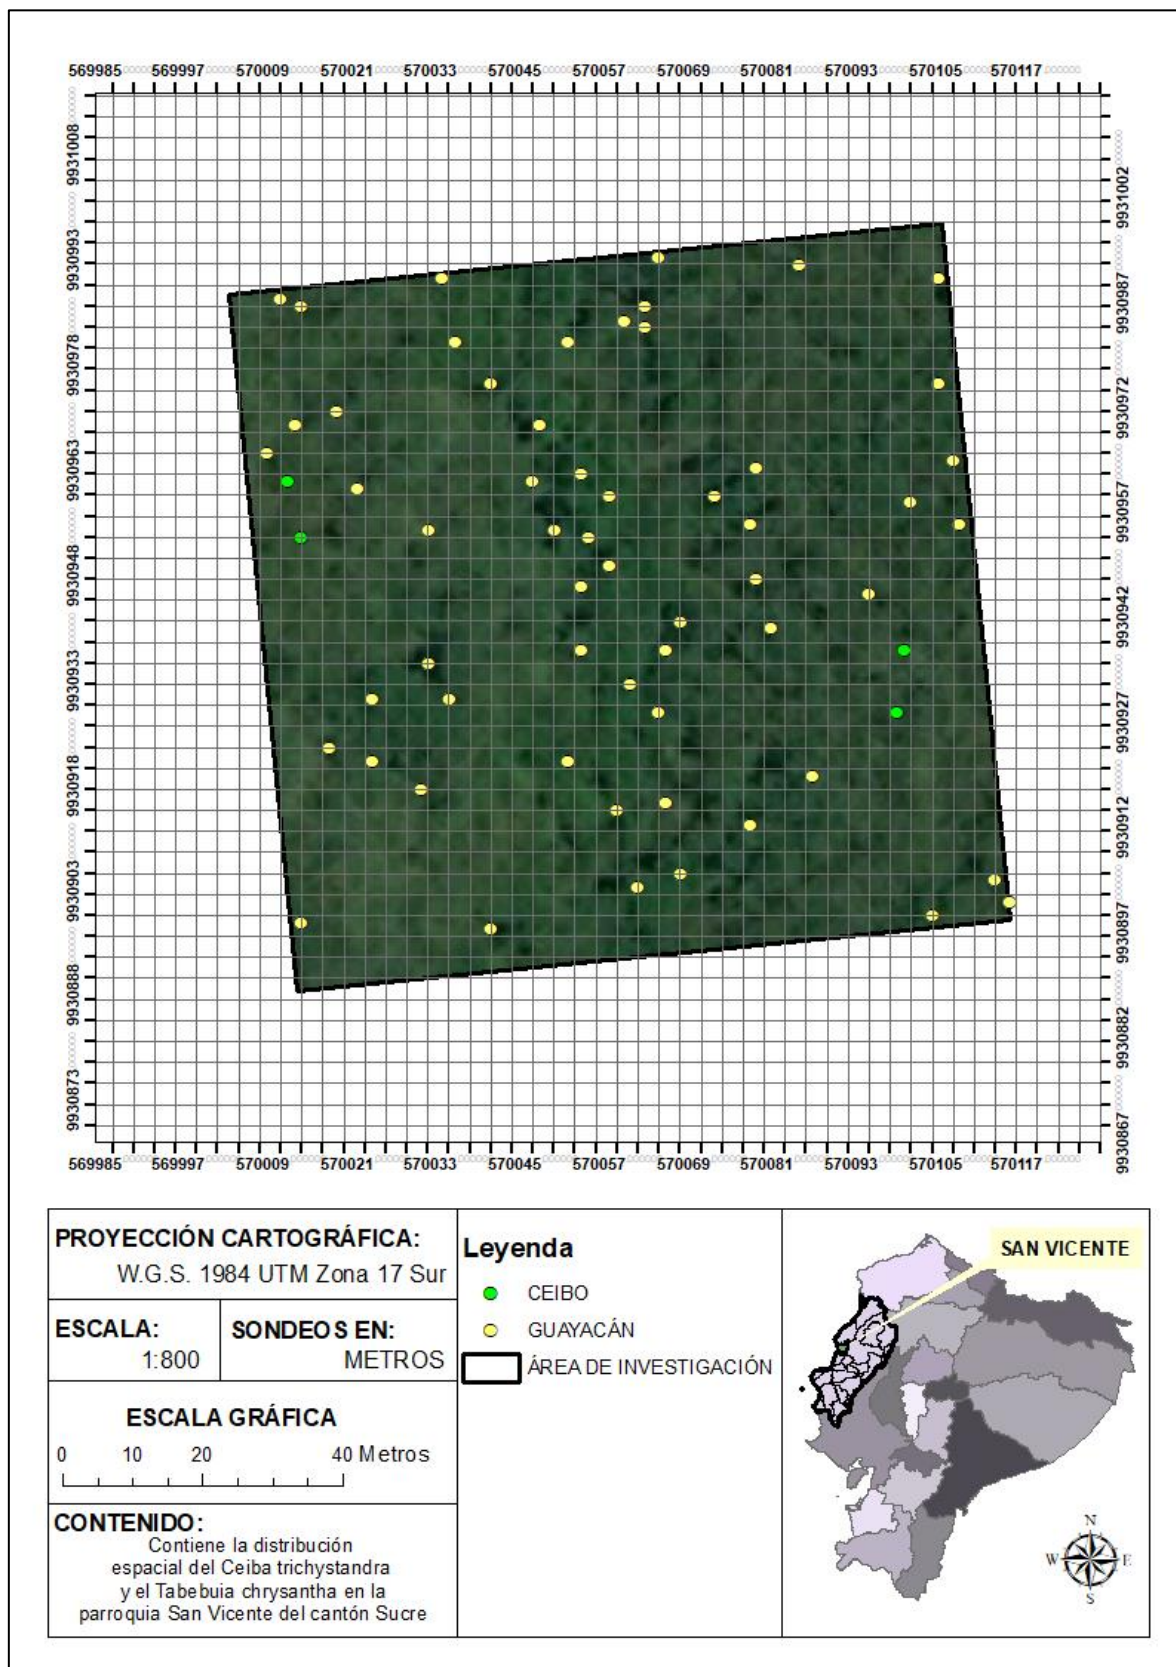 569985 569997 570009 570021 570033 570045 570057 570069 570081 570093 570105 570117
9931008
9930993
9930978
9930963
9930948
9930933
9930918
9930903
9930888
9930873
9931002
9930987
9930972
9930957
9930942
9930927
9930912
9930897
9930882
9930867
569985 569997 570009 570021 570033 570045 570057 570069 570081 570093 570105 570117
PROYECCIÓN CARTOGRÁFICA:
W.G.S. 1984 UTM Zona 17 Sur
ESCALA:
1:800
SONDEOS EN:
METROS
ESCALA GRÁFICA
0 10 20 40 Metros
CONTENIDO:
Contiene la distribución
espacial del Ceiba trichystandra
y el Tabebuia chrysantha en la
parroquia San Vicente del cantón Sucre
Leyenda
CEIBO
GUAYACÁN
ÁREA DE INVESTIGACIÓN
SAN VICENTE
N
W E
S